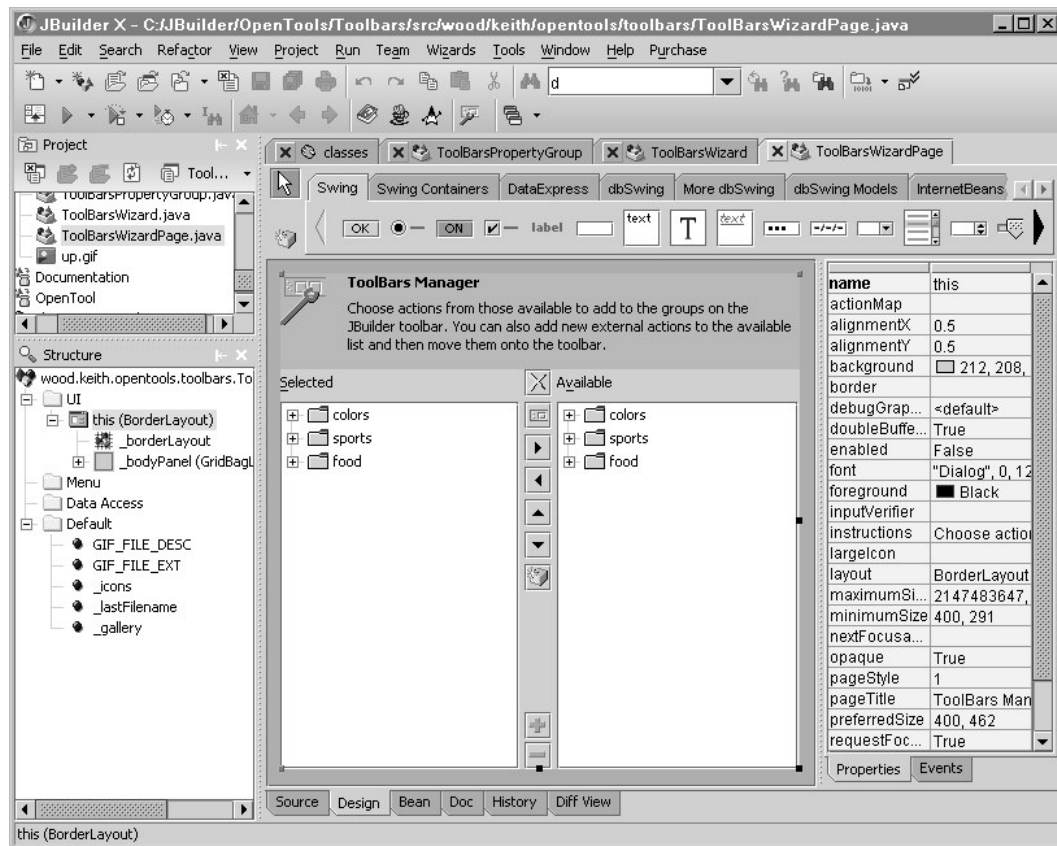 JBuilder X - C:/JBuilder/OpenTools/Toolbars/src/wood/keith/opentools/toolbars/ToolBarsWizardPage.java
File Edit Search Refactor View Project Run Team Wizards Tools Window Help Purchase
d
Project
Tool...
ToolBarsPropertyGroup.java
ToolBarsWizard.java
ToolBarsWizardPage.java
up.gif
Documentation
OpenTool
Structure
wood.keith.opentools.toolbars.To
UI
this (BorderLayout)
_borderLayout
_bodyPanel (GridBagL
Menu
Data Access
Default
GIF_FILE_DESC
GIF_FILE_EXT
_icons
_lastFilename
_gallery
classes ToolBarsPropertyGroup ToolBarsWizard ToolBarsWizardPage
Swing Swing Containers DataExpress dbSwing More dbSwing dbSwing Models InternetBeans
OK ON label text T text
ToolBars Manager
Choose actions from those available to add to the groups on the
JBuilder toolbar. You can also add new external actions to the available
list and then move them onto the toolbar.
Selected
colors
sports
food
Available
colors
sports
food
name this
actionMap
alignmentX 0.5
alignmentY 0.5
background 212, 208,
border
debugGrap... <default>
doubleBuffe... True
enabled False
font "Dialog", 0, 12
foreground Black
inputVerifier
instructions Choose action
largeIcon
layout BorderLayout
maximumSi... 2147483647,
minimumSize 400, 291
nextFocusa...
opaque True
pageStyle 1
pageTitle ToolBars Man
preferredSize 400, 462
requestFoc... True
Properties Events
Source Design Bean Doc History Diff View
this (BorderLayout)